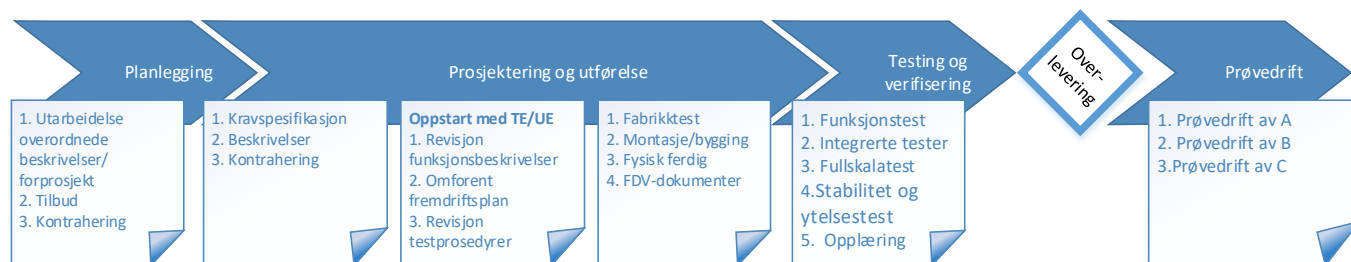 Planlegging
Prosjektering og utførelse
Testing og
verifisering
Over-
levering
Prøvedrift
1. Utarbeidelse
overordnede
beskrivelser/
forprosjekt
2. Tilbud
3. Kontrahering
1. Kravspesifikasjon
2. Beskrivelser
3. Kontrahering
Oppstart med TE/UE
1. Revisjon
funksjonsbeskrivelser
2. Omforent
fremdriftsplan
3. Revisjon
testprosedyrer
1. Fabrikktest
2. Montasje/bygging
3. Fysisk ferdig
4. FDV-dokumenter
1. Funksjonstest
2. Integrerte tester
3. Fullskalatest
4.Stabilitet og
ytelsestest
5. Opplæring
1. Prøvedrift av A
2. Prøvedrift av B
3.Prøvedrift av C